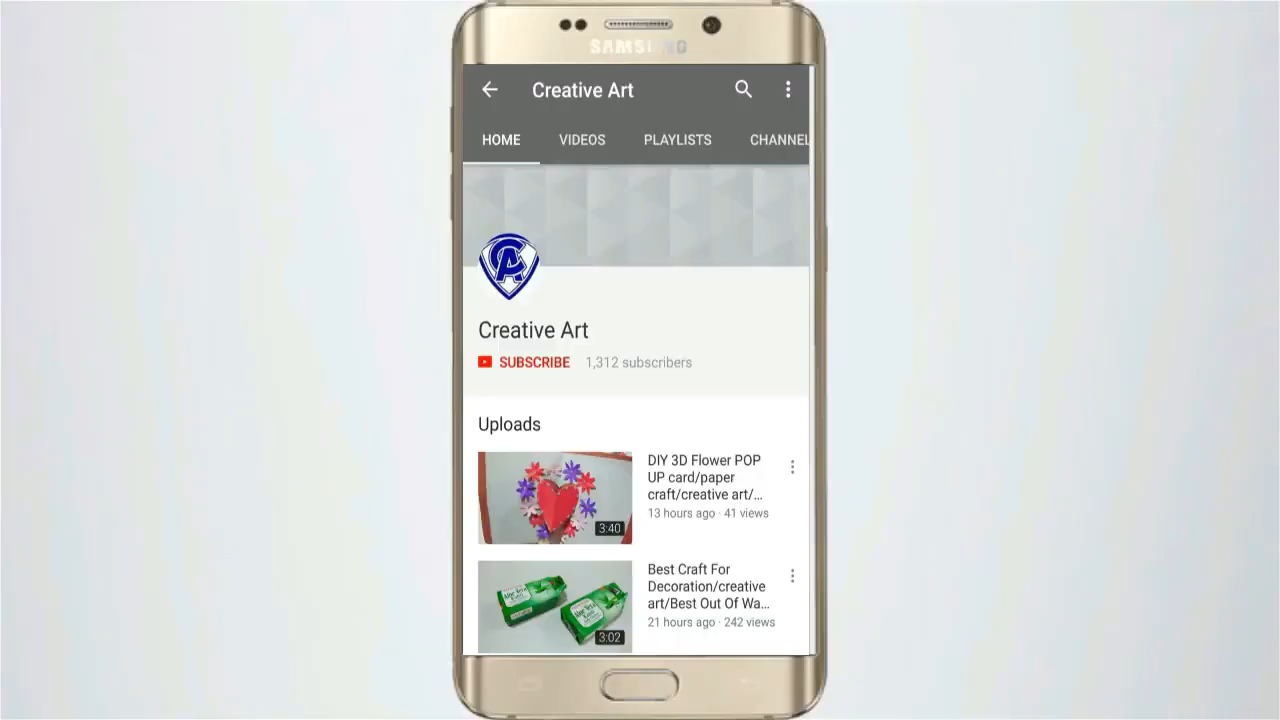 SAMSUNG
Creative Art
HOME VIDEOS PLAYLISTS CHANNEL
CA
Creative Art
SUBSCRIBE 1,312 subscribers
Uploads
DIY 3D Flower POP
UP card/paper
craft/creative art/...
13 hours ago · 41 views
3:40
Best Craft For
Decoration/creative
art/Best Out Of Wa...
21 hours ago · 242 views
3:02